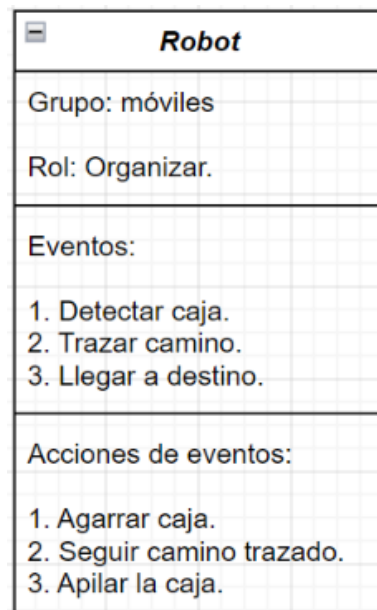 Robot
Grupo: móviles
Rol: Organizar.
Eventos:
1. Detectar caja.
2. Trazar camino.
3. Llegar a destino.
Acciones de eventos:
1. Agarrar caja.
2. Seguir camino trazado.
3. Apilar la caja.